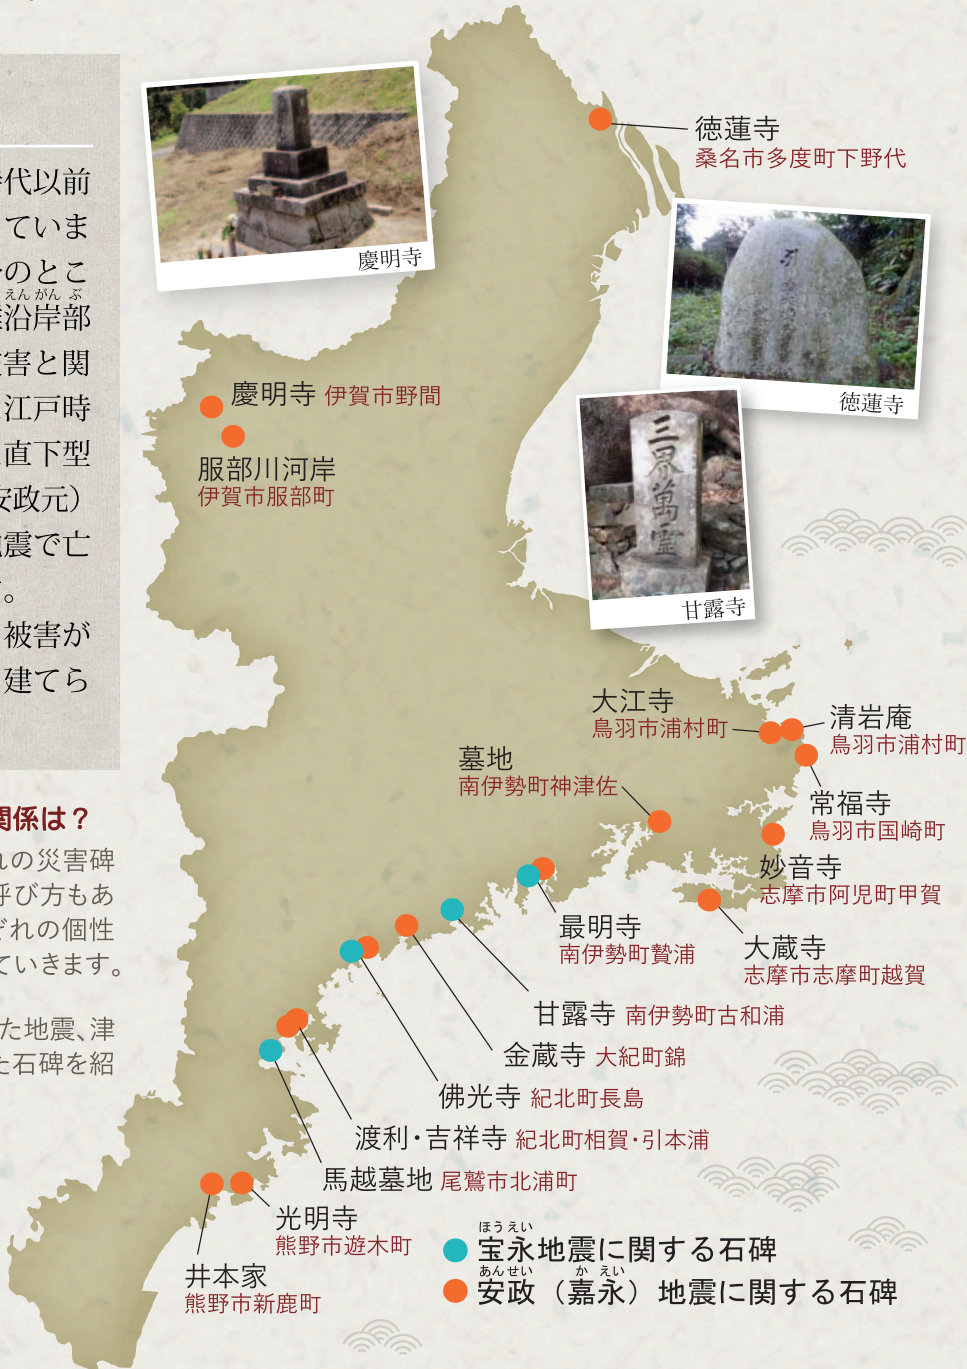 代以前
ていま
のとこ
えんがんぶ
沿岸部
害と関
江戸時
直下型
安政元）
震で亡
。
被害が
建てら
関係は？
れの災害碑
呼び方もあ
ぞれの個性
ていきます。
た地震、津
た石碑を紹
慶明寺
徳蓮寺
桑名市多度町下野代
徳蓮寺
三界萬霊
甘露寺
慶明寺 伊賀市野間
服部川河岸
伊賀市服部町
大江寺
鳥羽市浦村町
清岩庵
鳥羽市浦村町
常福寺
鳥羽市国崎町
墓地
南伊勢町神津佐
妙音寺
志摩市阿児町甲賀
最明寺
南伊勢町贄浦
大蔵寺
志摩市志摩町越賀
甘露寺 南伊勢町古和浦
金蔵寺 大紀町錦
佛光寺 紀北町長島
渡利・吉祥寺 紀北町相賀・引本浦
馬越墓地 尾鷲市北浦町
光明寺
熊野市遊木町
井本家
熊野市新鹿町
ほうえい
宝永地震に関する石碑
あんせい か えい
安政（嘉永）地震に関する石碑